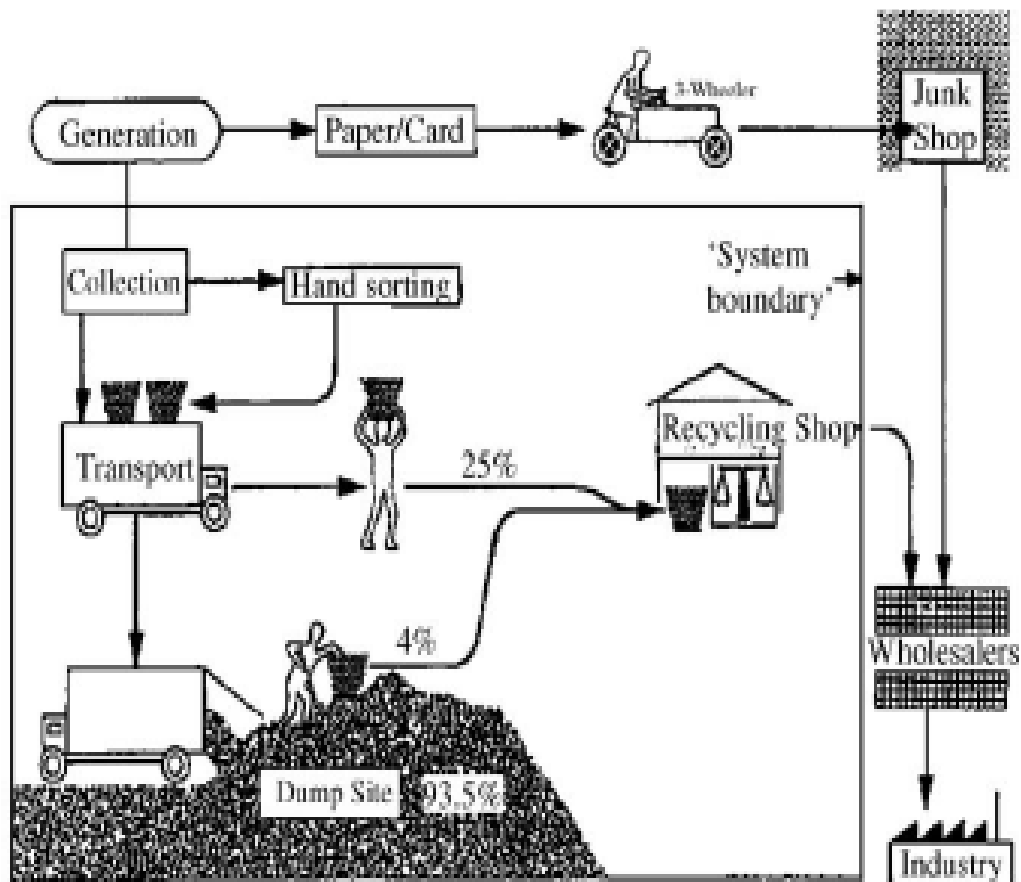 Generation
Paper/Card
3-Wheeler
Junk
Shop
Collection
Hand sorting
'System
boundary'
Transport
25%
Recycling Shop
4%
Wholesalers
Dump Site
93.5%
Industry